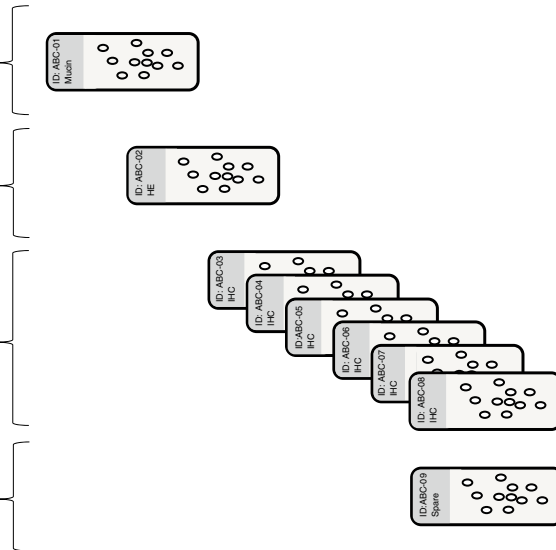 ID: ABC-01
Mucin
ID: ABC-02
HE
ID: ABC-03
IHC
ID: ABC-04
IHC
ID:ABC-05
IHC
ID: ABC-06
IHC
ID: ABC-07
IHC
ID: ABC-08
IHC
ID:ABC-09
Spare